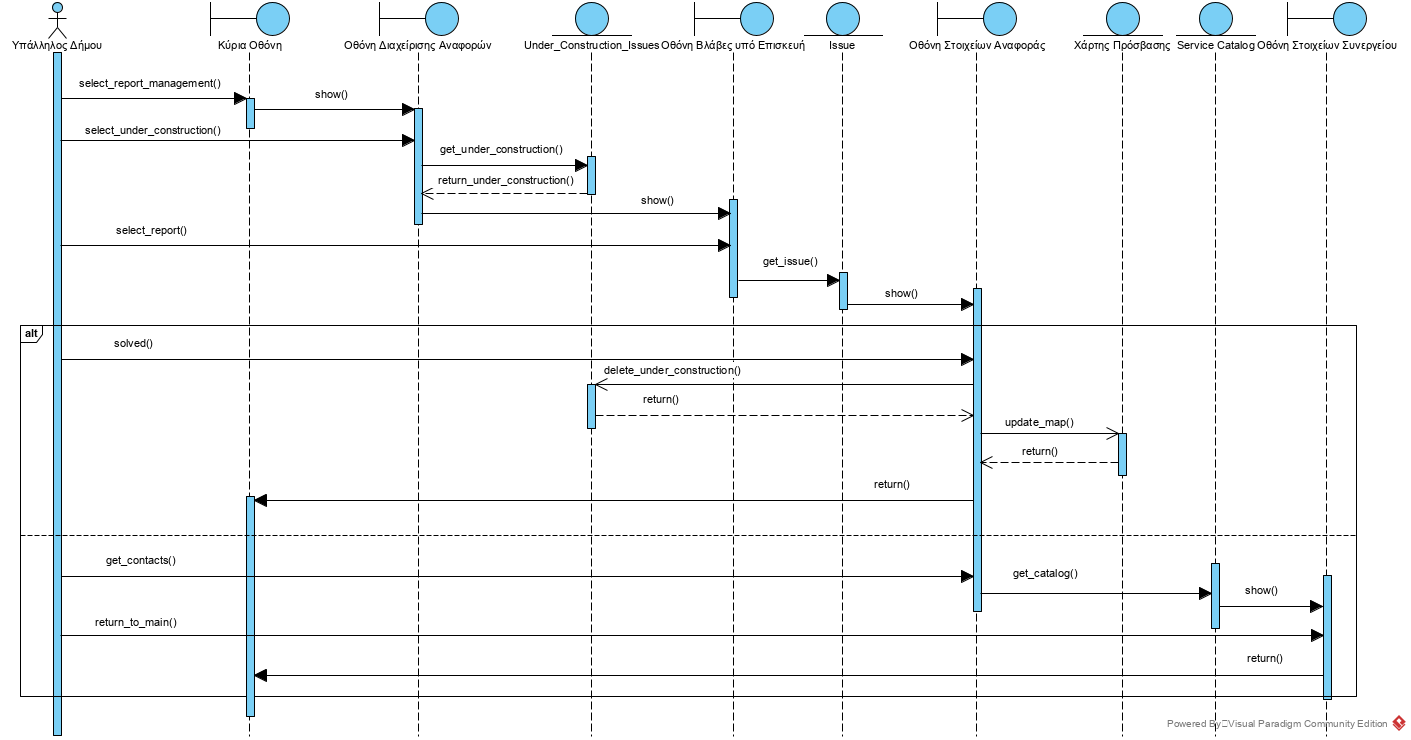 Υπάλληλος Δήμου
Κύρια Οθόνη
Οθόνη Διαχείρισης Αναφορών
Under_Construction_Issues
Οθόνη Βλάβες υπό Επισκευή
Issue
Οθόνη Στοιχείων Αναφοράς
Χάρτης Πρόσβασης
Service Catalog
Οθόνη Στοιχείων Συνεργείου
select_report_management()
show()
select_under_construction()
get_under_construction()
return_under_construction()
show()
select_report()
get_issue()
show()
alt
solved()
delete_under_construction()
return()
update_map()
return()
return()
get_contacts()
get_catalog()
show()
return_to_main()
return()
Powered By Visual Paradigm Community Edition